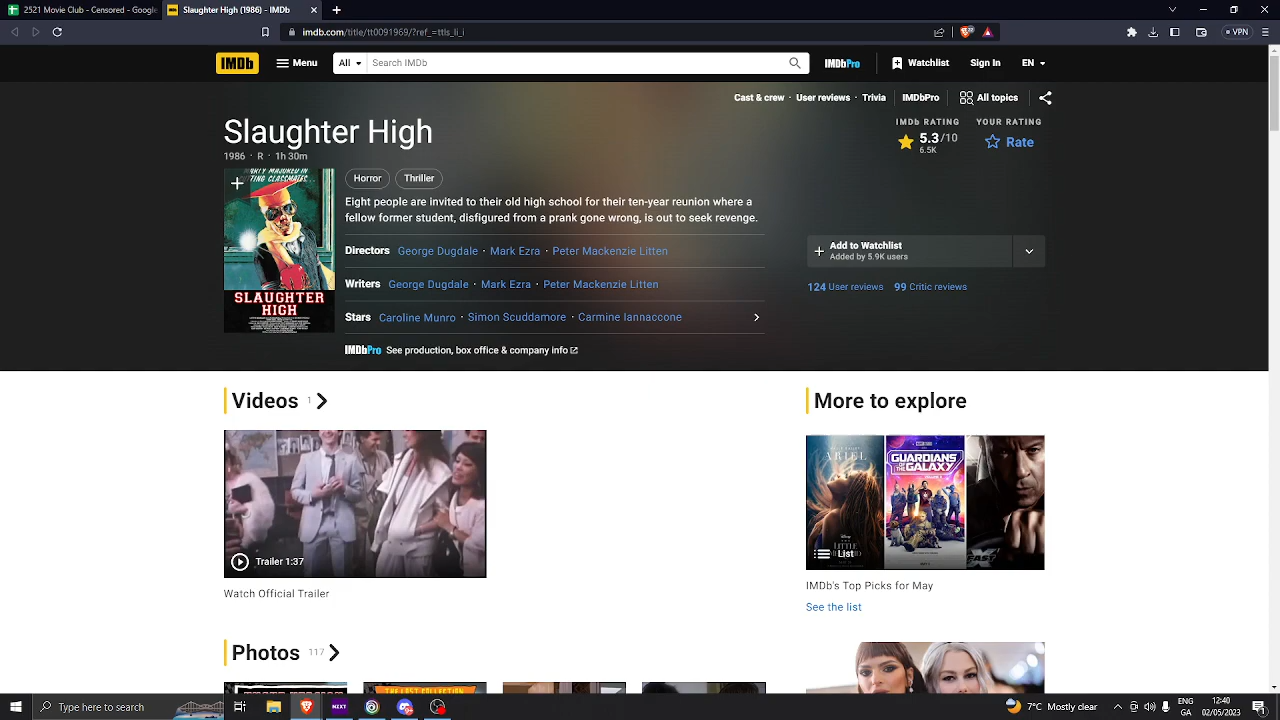 2521 Movie Club - Censored - Google
Slaughter High (1986) - IMDb
imdb.com/title/tt0091969/?ref_=ttls_li_i
22
VPN
IMDb
Menu
All
Search IMDb
IMDbPro
Watchlist
Sign In
EN
Cast & crew · User reviews · Trivia
IMDbPro
All topics
Slaughter High
1986 · R · 1h 30m
IMDb RATING
5.3/10
6.5K
YOUR RATING
Rate
SLAUGHTER
HIGH
Horror
Thriller
Eight people are invited to their old high school for their ten-year reunion where a
fellow former student, disfigured from a prank gone wrong, is out to seek revenge.
Directors George Dugdale · Mark Ezra · Peter Mackenzie Litten
Writers George Dugdale · Mark Ezra · Peter Mackenzie Litten
Stars Caroline Munro · Simon Scuddamore · Carmine Iannaccone
IMDbPro See production, box office & company info
Add to Watchlist
Added by 5.9K users
124 User reviews 99 Critic reviews
Videos 1
Trailer 1:37
Watch Official Trailer
More to explore
ARIEL
GUARDIANS
OF THE GALAXY
List
FAST
IMDb's Top Picks for May
See the list
Photos 117
THE LOST COLLECTION
Type here to search
NEXT
7°C Mostly clear
ENG
GA
12:40
02/05/2023